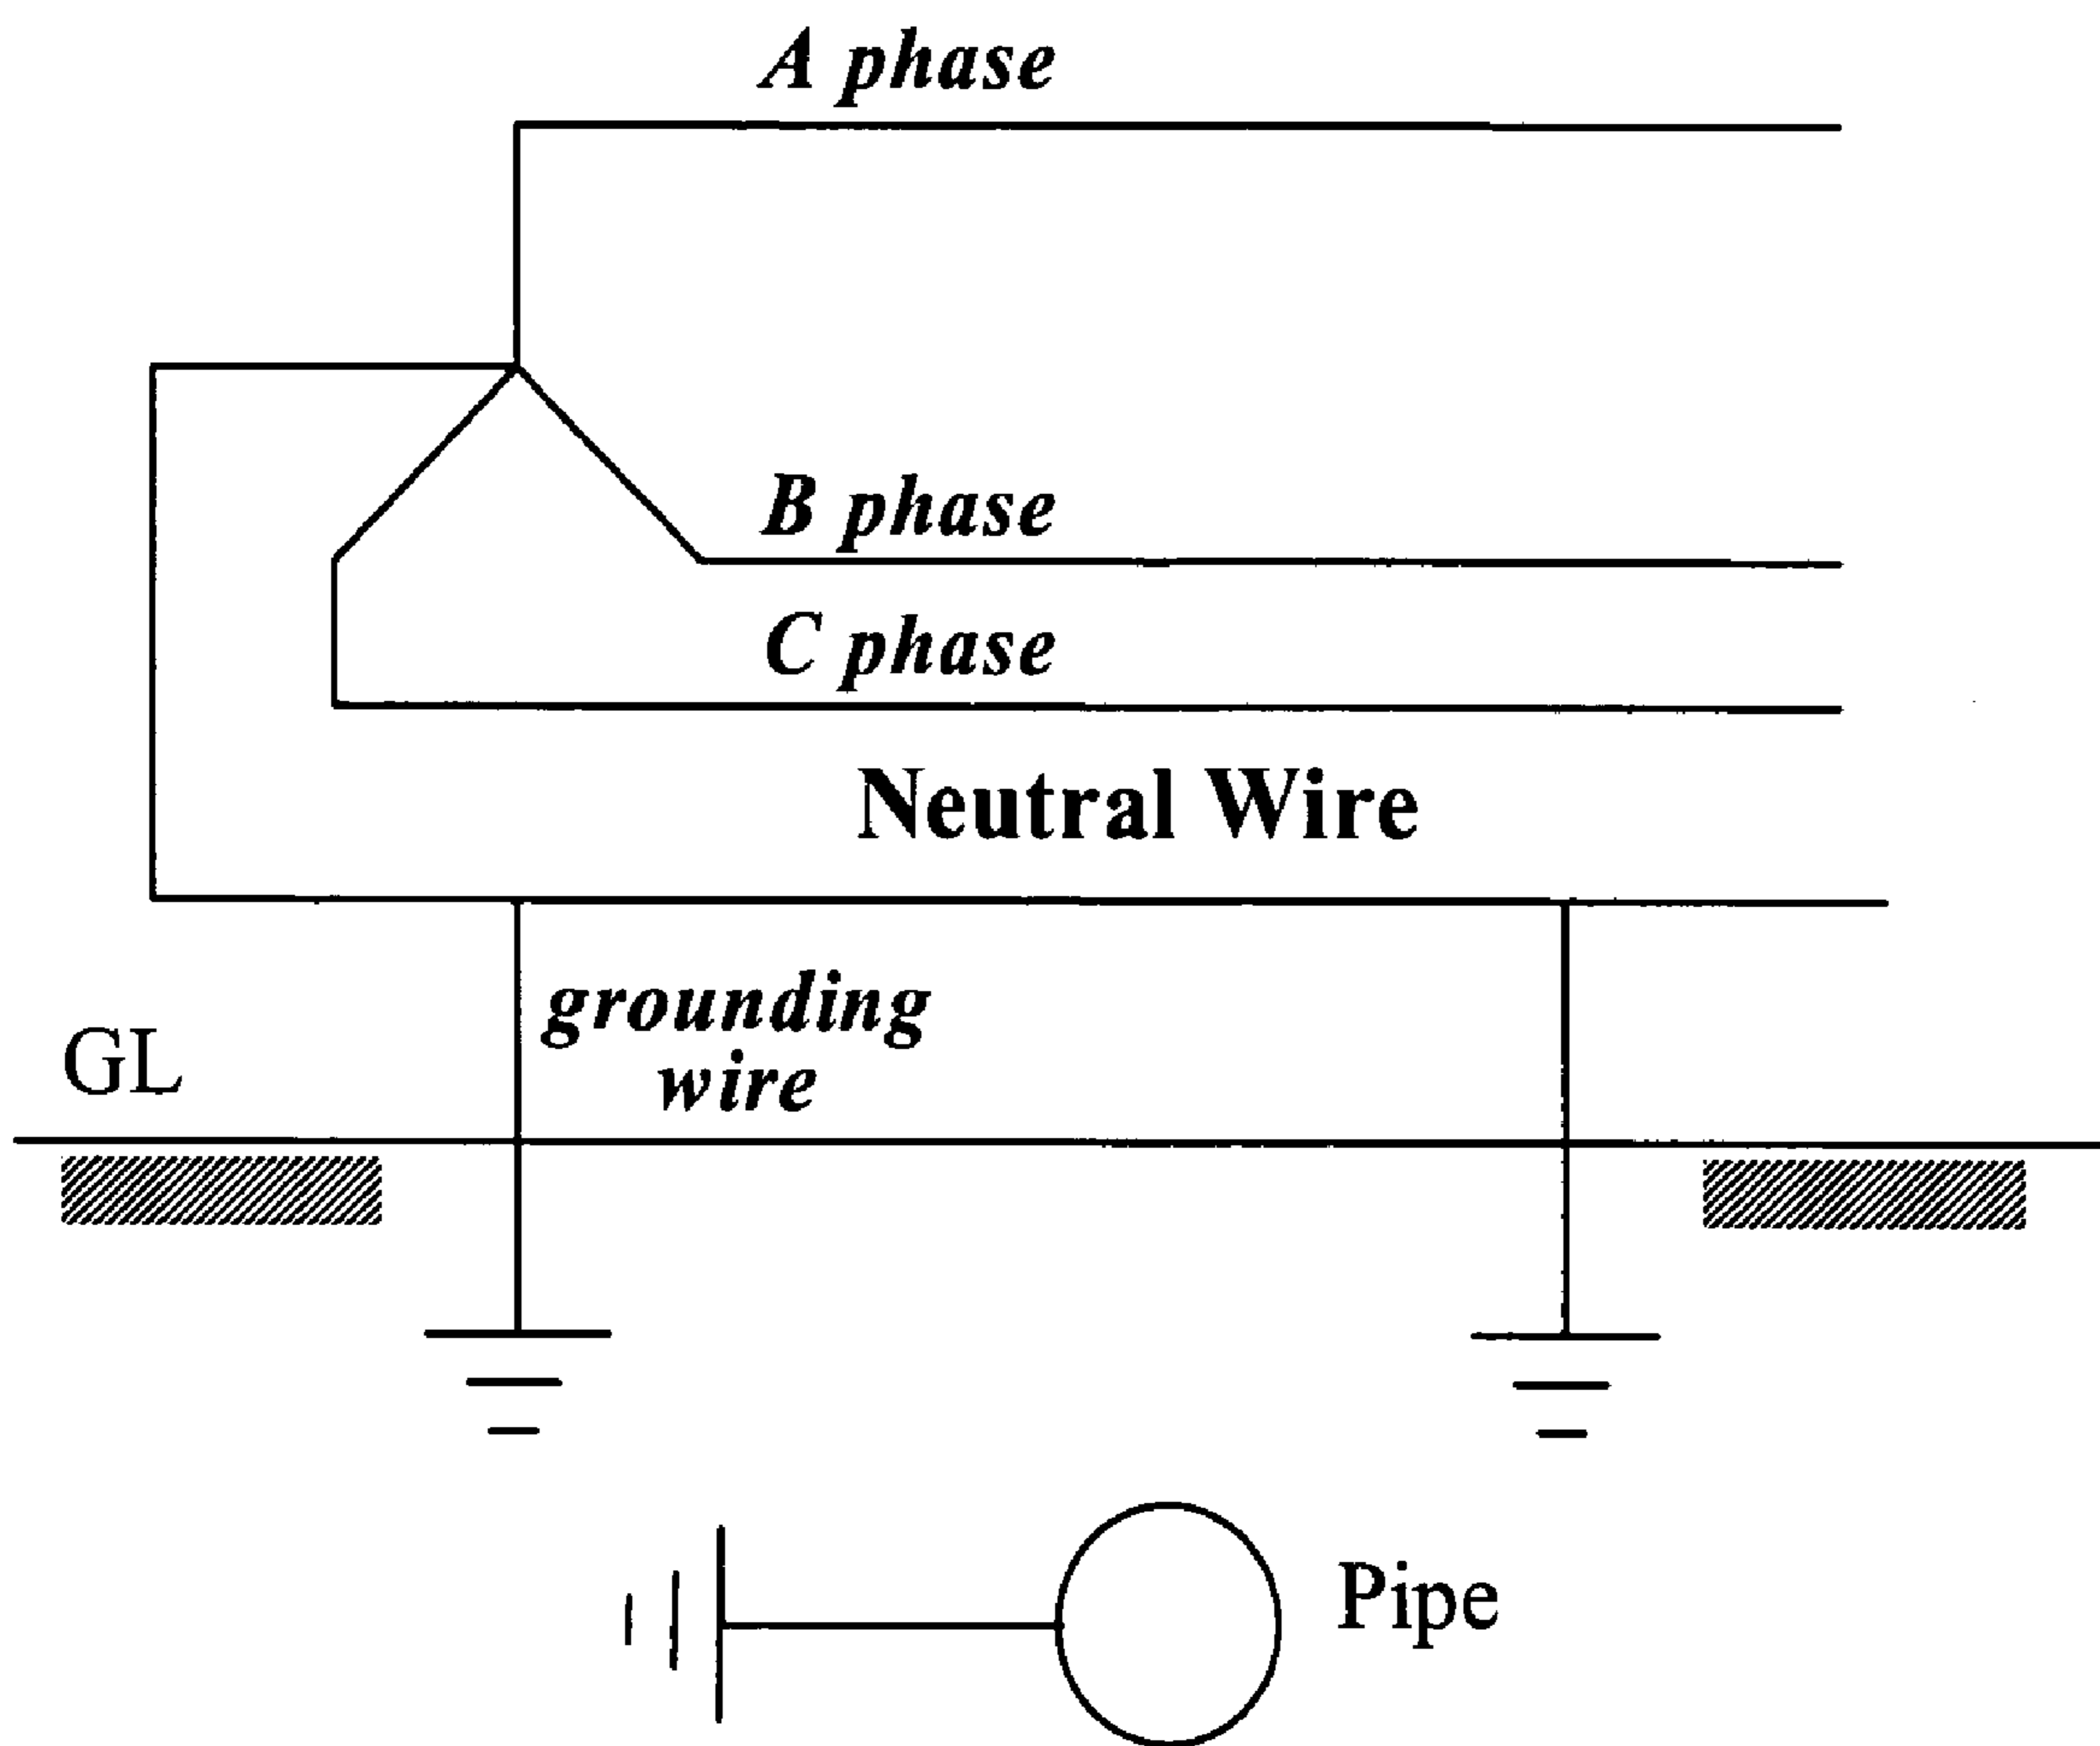 A phase
B phase
C phase
Neutral Wire
grounding
wire
GL
Pipe